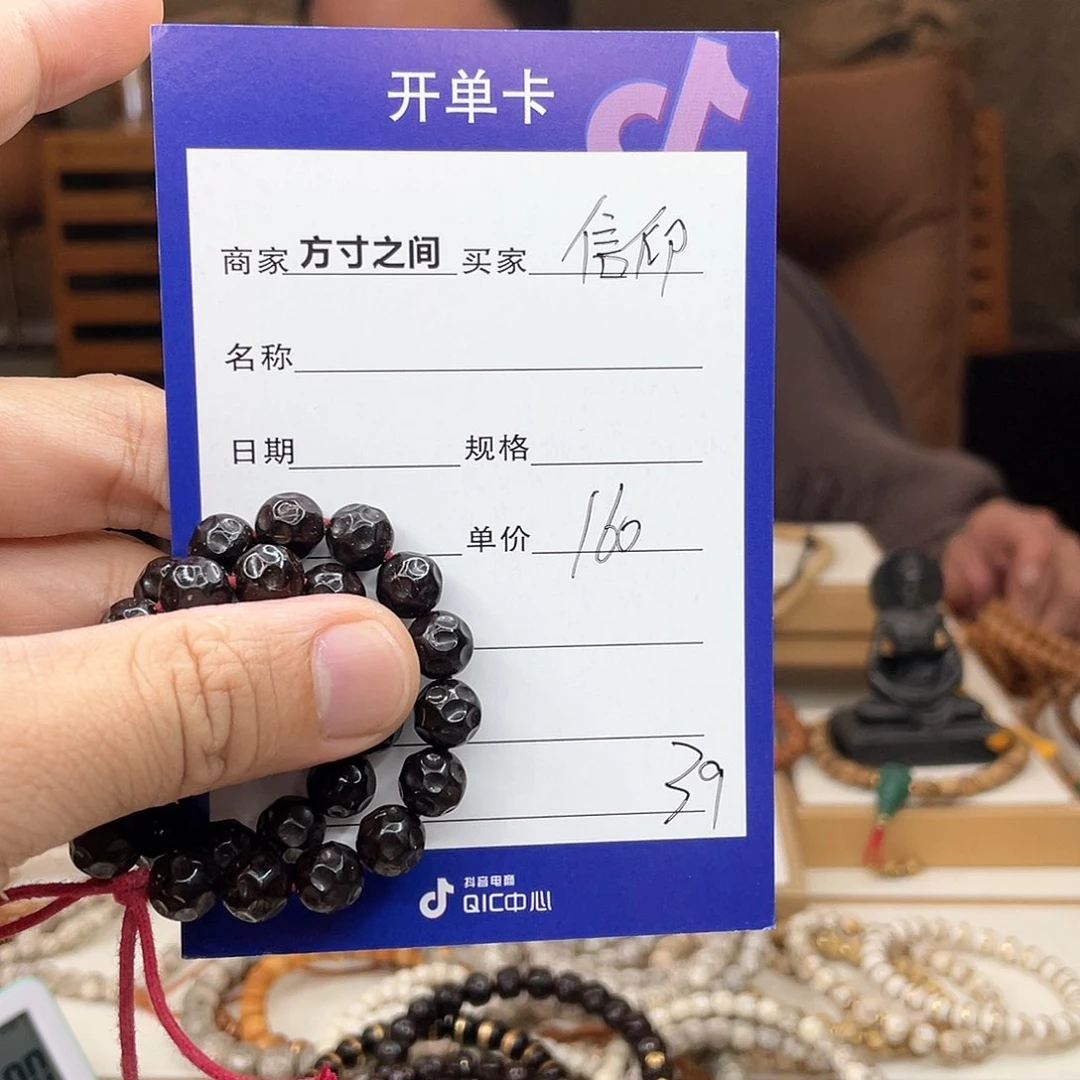 开单卡
商家 方寸之间 买家 信仰
名称
日期 规格
单价 160
39
抖音电商
QIC中心